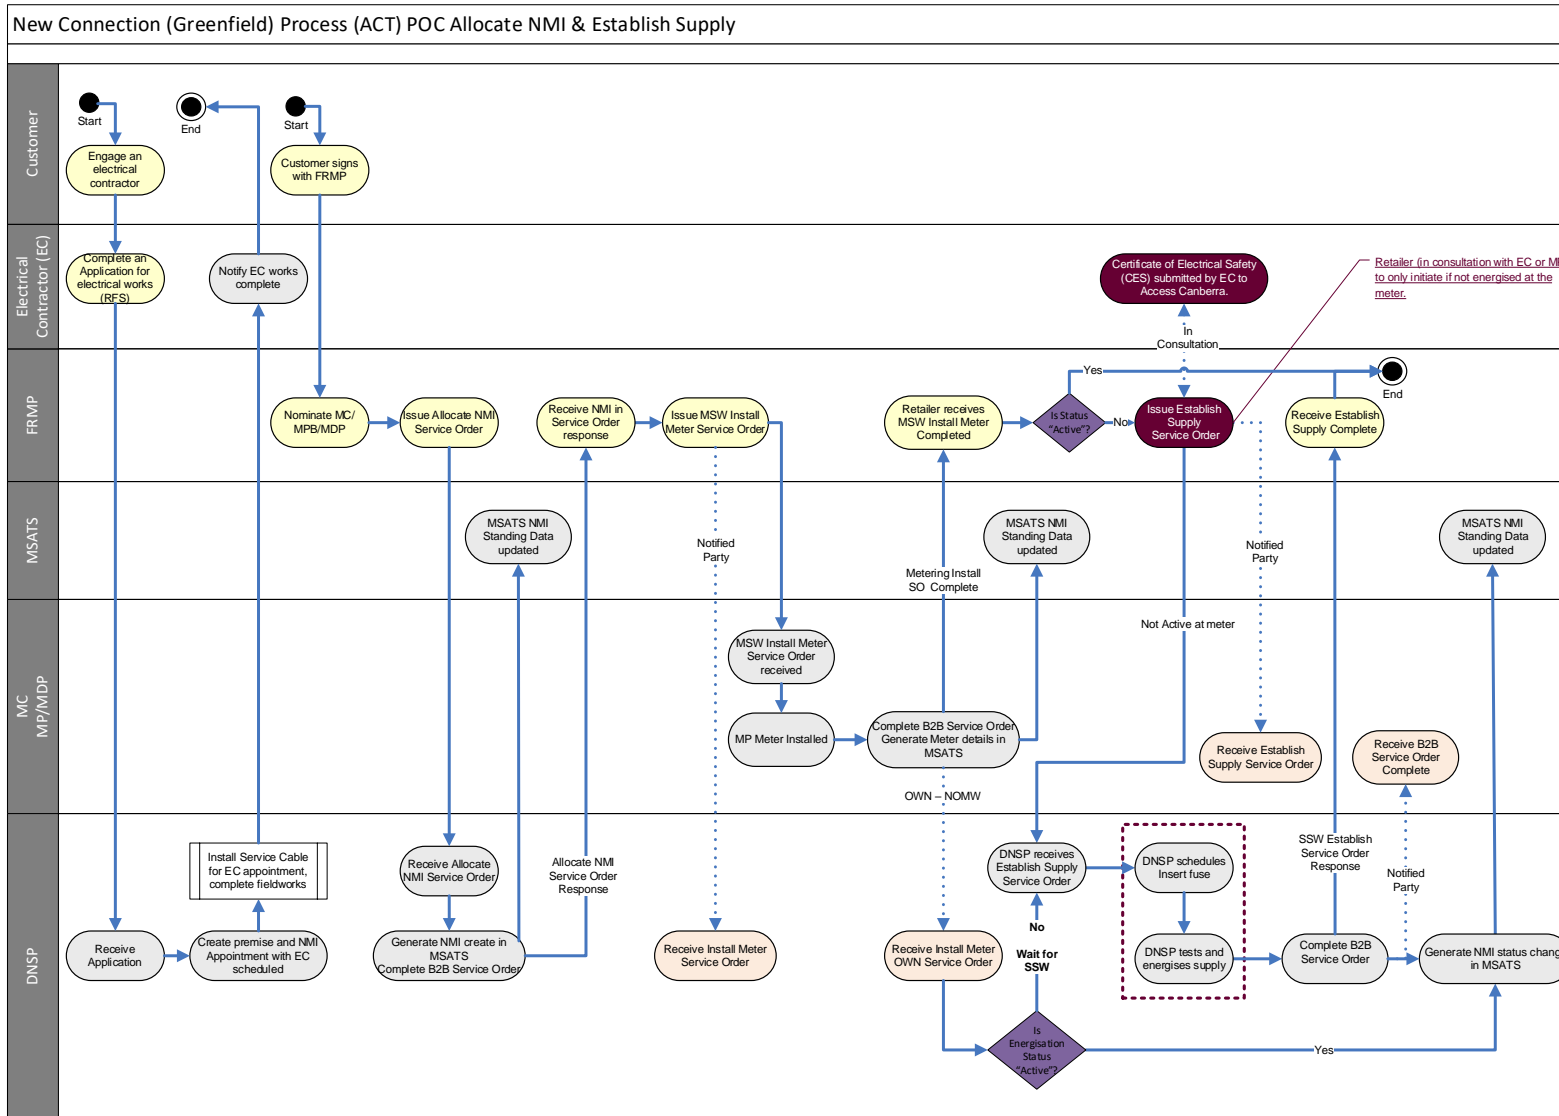 New Connection (Greenfield) Process (ACT) POC Allocate NMI & Establish Supply
Customer
Start
End
Start
Engage an
electrical
contractor
Customer signs
with FRMP
Electrical
Contractor (EC)
Complete an
Application for
electrical works
(RFS)
Notify EC works
complete
Certificate of Electrical Safety
(CES) submitted by EC to
Access Canberra.
Retailer (in consultation with EC or
to only initiate if not energised at the
meter.
In
Consultation
FRMP
Nominate MC/
MPB/MDP
Issue Allocate NMI
Service Order
Receive NMI in
Service Order
response
Issue MSW Install
Meter Service Order
Retailer receives
MSW Install Meter
Completed
Is Status
“Active”?
Yes
No
Issue Establish
Supply
Service Order
Receive Establish
Supply Complete
End
MSATS
MSATS NMI
Standing Data
updated
Notified
Party
Metering Install
SO Complete
MSATS NMI
Standing Data
updated
Notified
Party
MSATS NMI
Standing Data
updated
MC
MP/MDP
MSW Install Meter
Service Order
received
MP Meter Installed
Complete B2B Service Order
Generate Meter details in
MSATS
OWN – NOMW
Not Active at meter
Receive Establish
Supply Service Order
Receive B2B
Service Order
Complete
DNSP
Install Service Cable
for EC appointment,
complete fieldworks
Receive
Application
Create premise and NMI
Appointment with EC
scheduled
Receive Allocate
NMI Service Order
Generate NMI create in
MSATS
Complete B2B Service Order
Allocate NMI
Service Order
Response
Receive Install Meter
Service Order
Receive Install Meter
OWN Service Order
DNSP receives
Establish Supply
Service Order
No
Wait for
SSW
Is
Energisation
Status
“Active”?
Yes
DNSP schedules
Insert fuse
DNSP tests and
energises supply
Complete B2B
Service Order
SSW Establish
Service Order
Response
Notified
Party
Generate NMI status chang
in MSATS